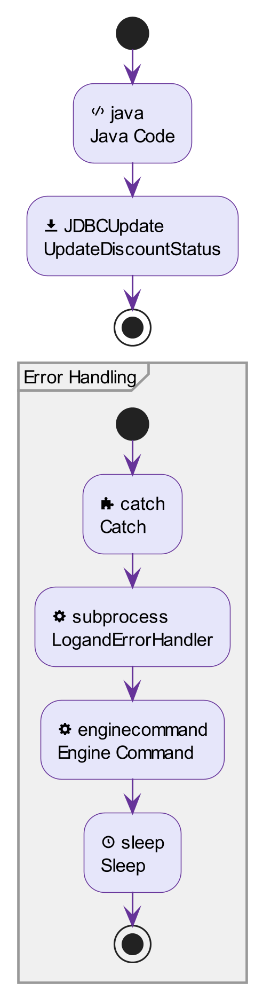 java
Java Code
JDBCUpdate
UpdateDiscountStatus
Error Handling
catch
Catch
subprocess
LogandErrorHandler
enginecommand
Engine Command
sleep
Sleep